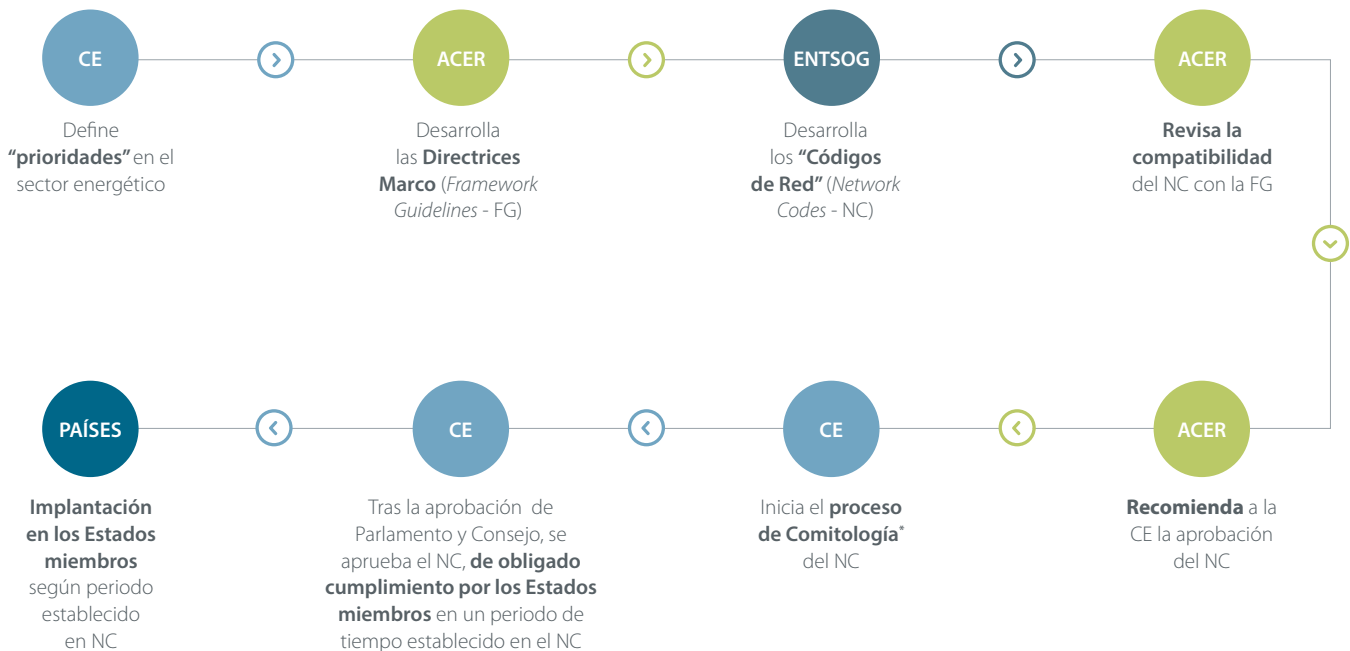 CE
Define
“prioridades” en el
sector energético
ACER
Desarrolla
las Directrices
Marco (Framework
Guidelines - FG)
ENTSOG
Desarrolla
los “Códigos
de Red” (Network
Codes - NC)
ACER
Revisa la
compatibilidad
del NC con la FG
ACER
Recomienda a la
CE la aprobación
del NC
CE
Inicia el proceso
de Comitología*
del NC
CE
Tras la aprobación de
Parlamento y Consejo, se
aprueba el NC, de obligado
cumplimiento por los Estados
miembros en un periodo de
tiempo establecido en el NC
PAÍSES
Implantación
en los Estados
miembros
según periodo
establecido
en NC